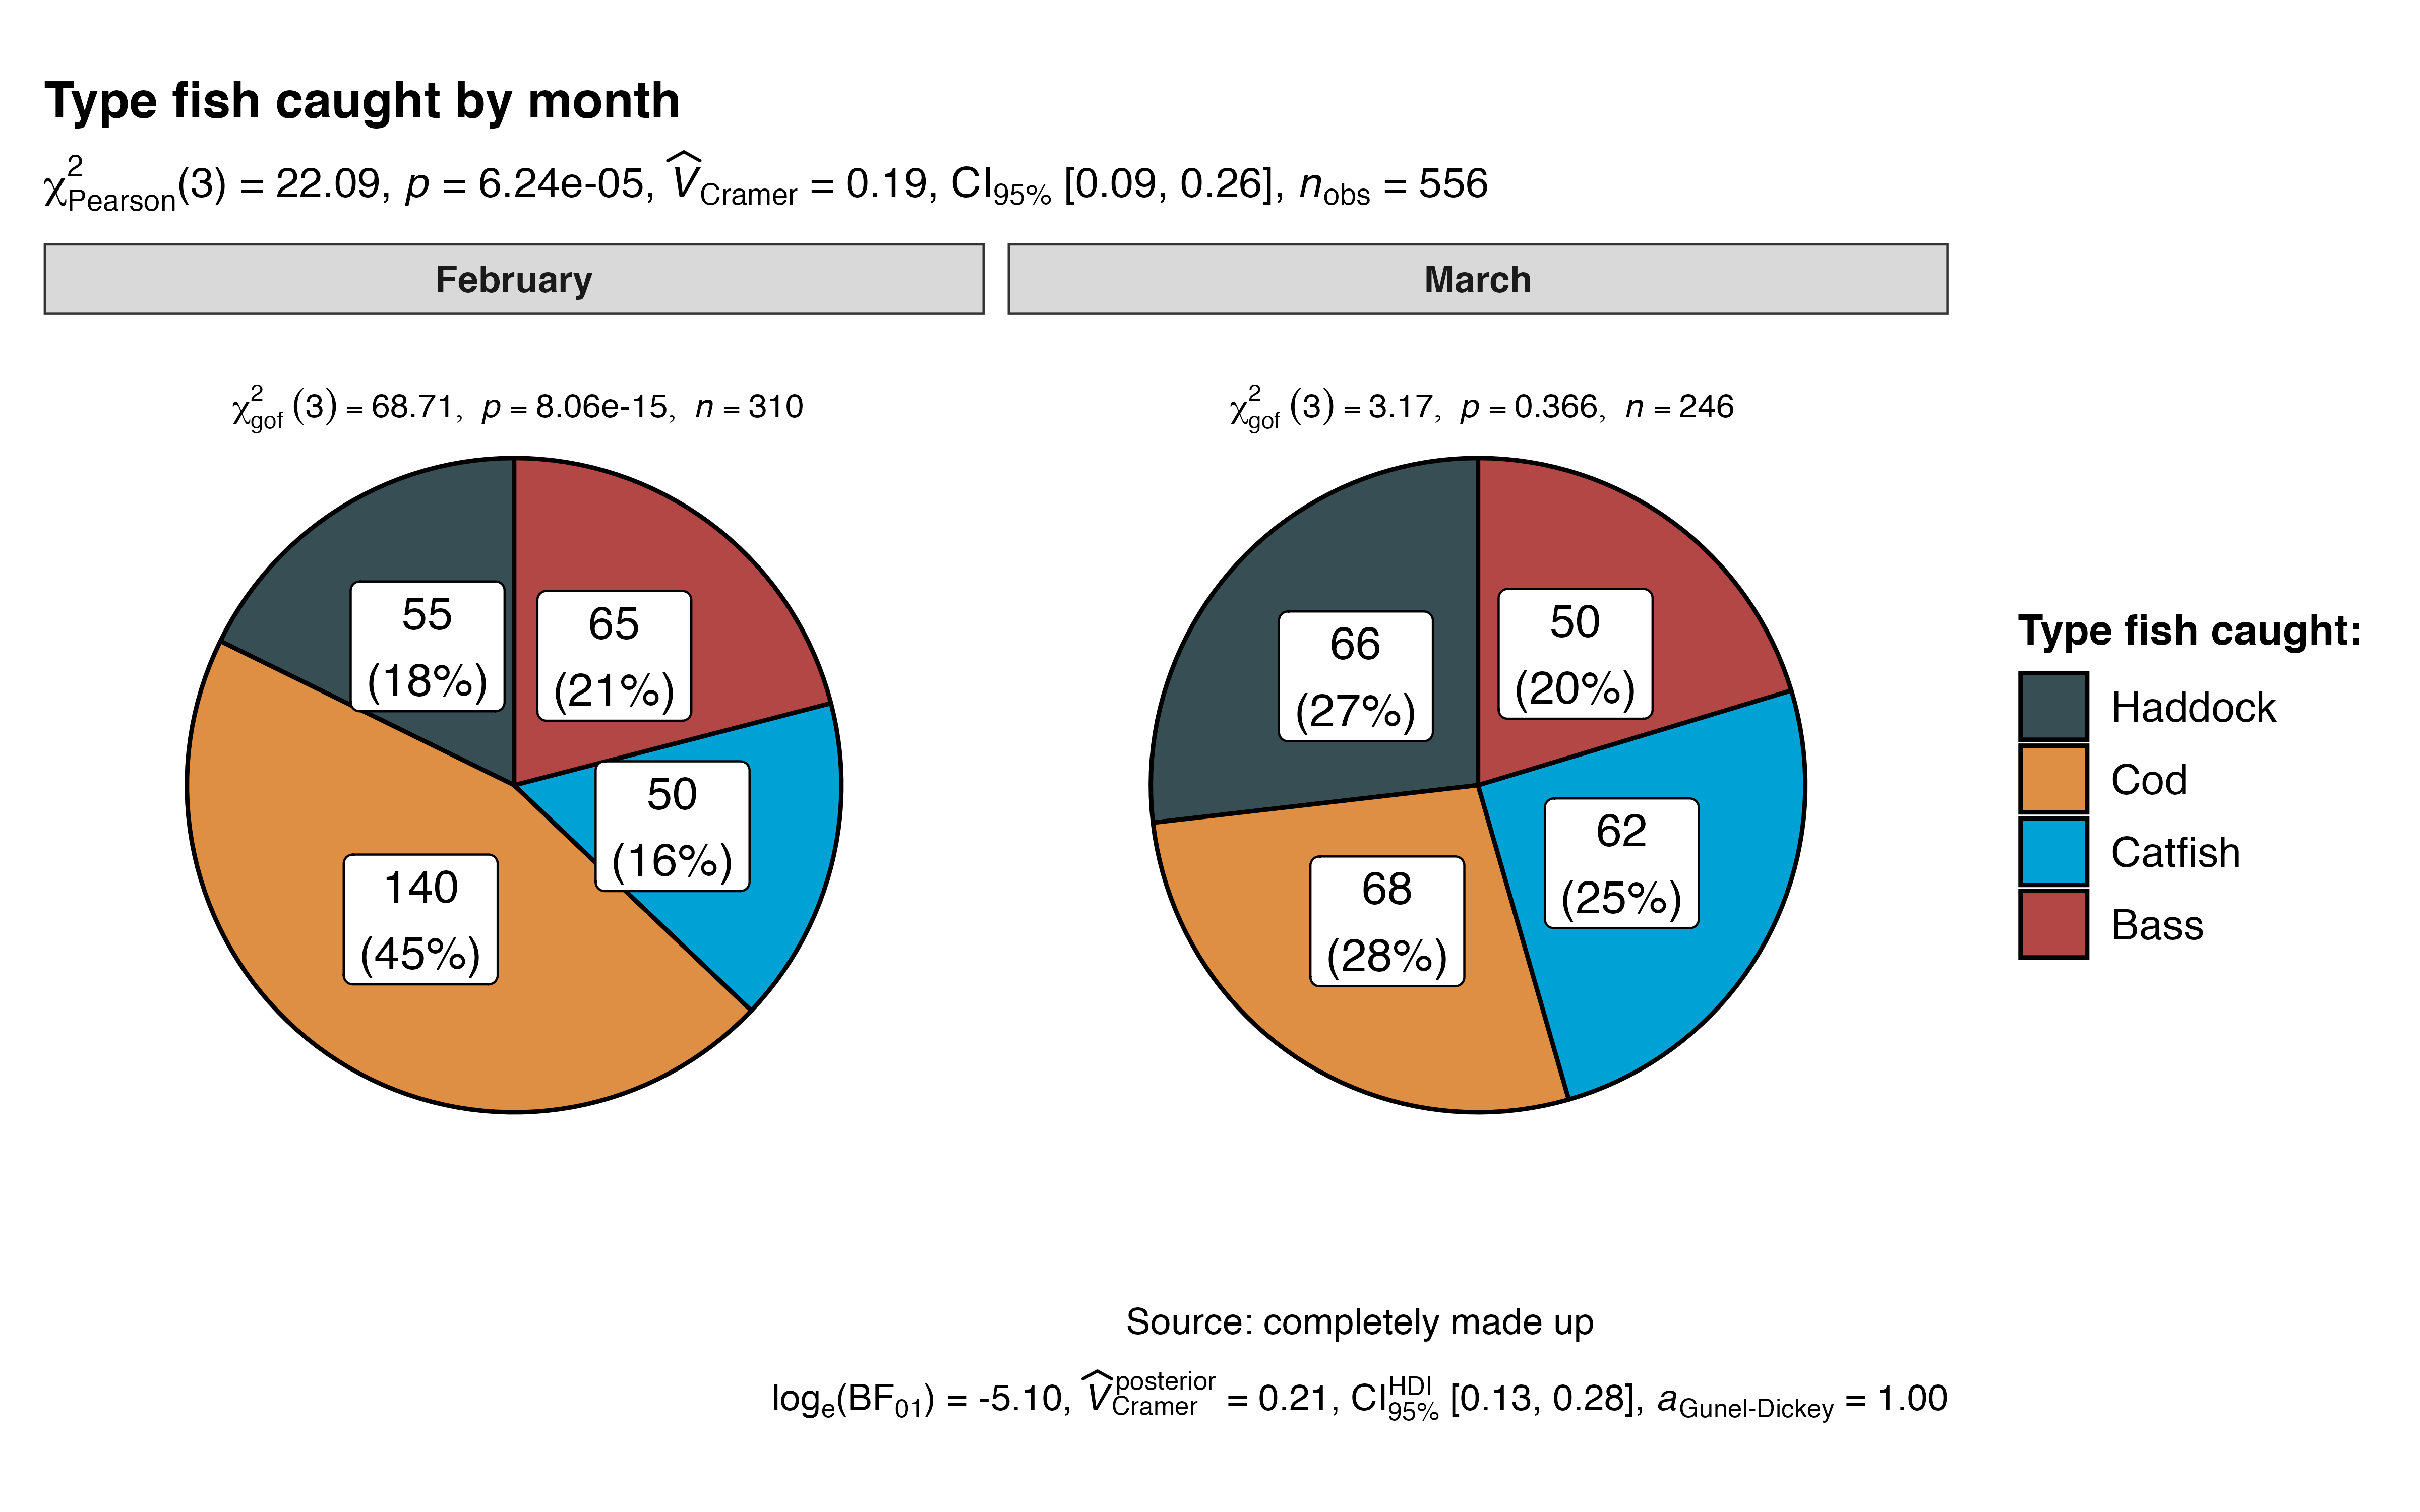 Type fish caught by month
χ²Pearson(3) = 22.09, p = 6.24e-05, V̂Cramer = 0.19, CI95% [0.09, 0.26], nobs = 556
February
March
χ²gof (3) = 68.71, p = 8.06e-15, n = 310
χ²gof (3) = 3.17, p = 0.366, n = 246
55
(18%)
65
(21%)
50
(16%)
140
(45%)
66
(27%)
50
(20%)
62
(25%)
68
(28%)
Type fish caught:
Haddock
Cod
Catfish
Bass
Source: completely made up
loge(BF01) = -5.10, V̂posterior Cramer = 0.21, CIHDI 95% [0.13, 0.28], aGunel-Dickey = 1.00